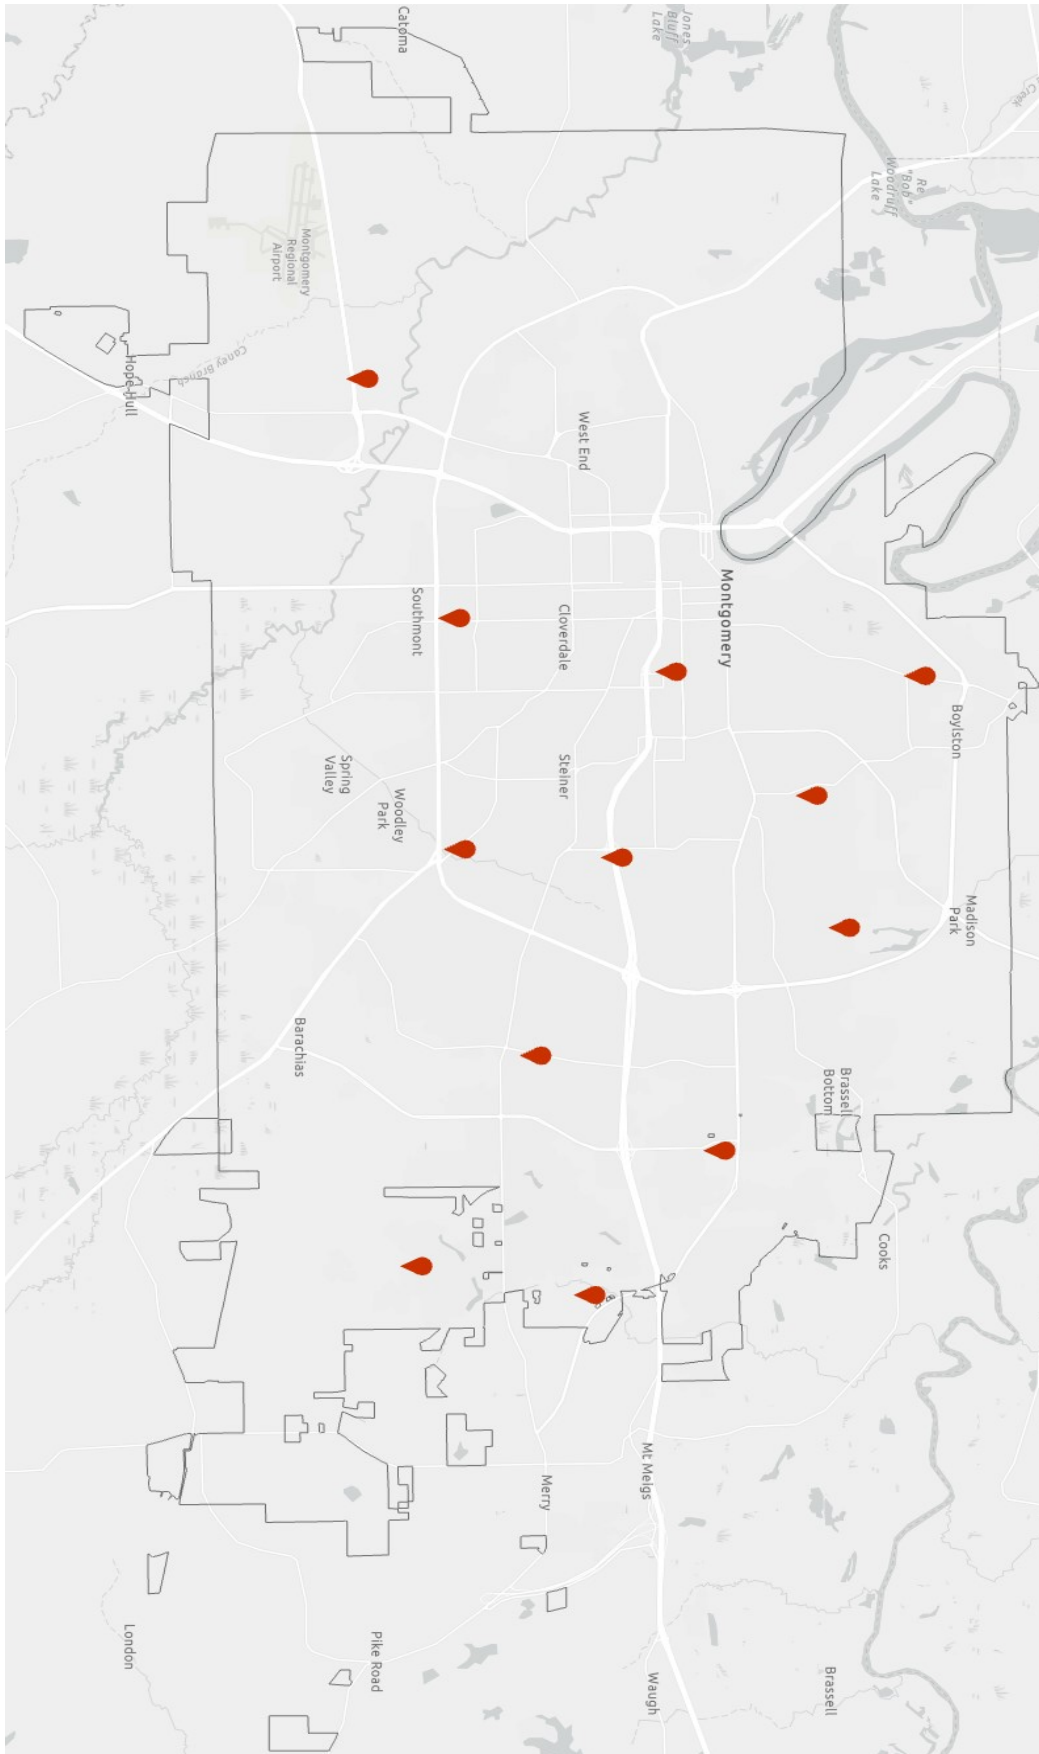 Creek
Boylston
Madison
Park
Re
"Bob"
Woodruff
Lake
Cooks
Brassell
Bottom
Brassell
Montgomery
Jones
Bluff
Lake
Mt Meigs
Waugh
West End
Cloverdale
Steiner
Merry
Southmont
Catoma
Woodley
Park
Pike Road
Spring
Valley
Montgomery
Regional
Airport
Barachias
Caney Branch
Hope Hull
London